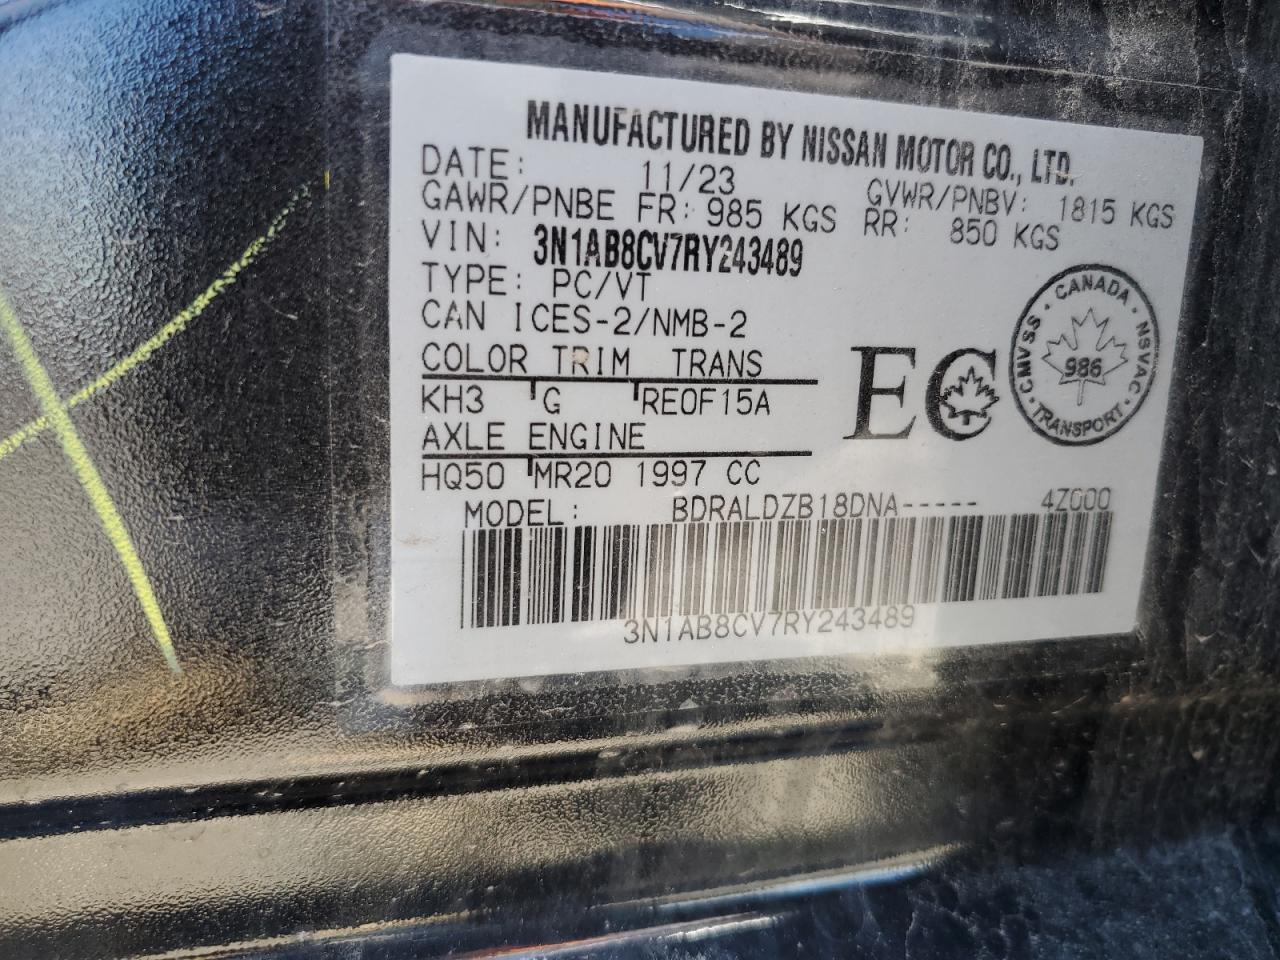 MANUFACTURED BY NISSAN MOTOR CO., LTD.
DATE: 11/23 GVWR/PNBV: 1815 KGS
GAWR/PNBE FR: 985 KGS RR: 850 KGS
VIN: 3N1AB8CV7RY243489
TYPE: PC/VT
CAN ICES-2/NMB-2
COLOR TRIM TRANS
KH3 G RE0F15A
AXLE ENGINE
HQ50 MR20 1997 CC
MODEL: BDRALDZB18DNA----- 4Z000
3N1AB8CV7RY243489
EC
CMVSS · CANADA · NSVAC · TRANSPORT ·
986